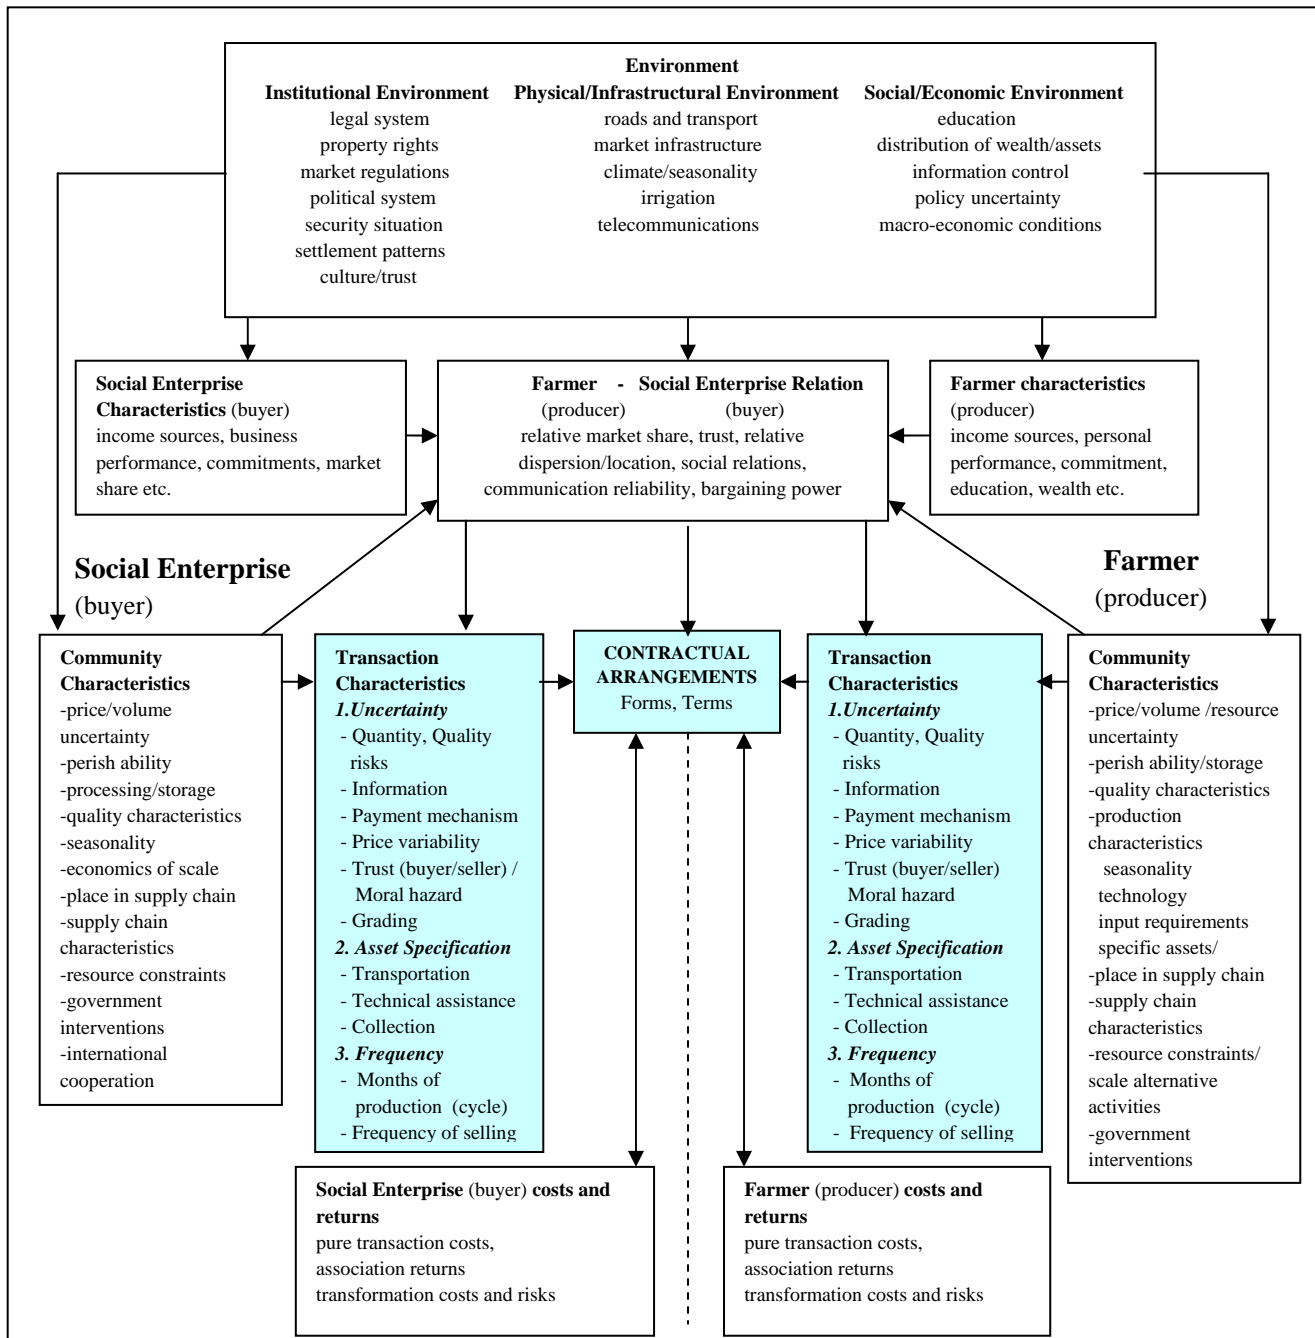 Environment
Institutional Environment
legal system
property rights
market regulations
political system
security situation
settlement patterns
culture/trust
Physical/Infrastructural Environment
roads and transport
market infrastructure
climate/seasonality
irrigation
telecommunications
Social/Economic Environment
education
distribution of wealth/assets
information control
policy uncertainty
macro-economic conditions
Social Enterprise
Characteristics (buyer)
income sources, business
performance, commitments, market
share etc.
Farmer - Social Enterprise Relation
(producer) (buyer)
relative market share, trust, relative
dispersion/location, social relations,
communication reliability, bargaining power
Farmer characteristics
(producer)
income sources, personal
performance, commitment,
education, wealth etc.
Social Enterprise
(buyer)
Farmer
(producer)
Community
Characteristics
-price/volume
uncertainty
-perish ability
-processing/storage
-quality characteristics
-seasonality
-economics of scale
-place in supply chain
-supply chain
characteristics
-resource constraints
-government
interventions
-international
cooperation
Transaction
Characteristics
1.Uncertainty
- Quantity, Quality
risks
- Information
- Payment mechanism
- Price variability
- Trust (buyer/seller) /
Moral hazard
- Grading
2. Asset Specification
- Transportation
- Technical assistance
- Collection
3. Frequency
- Months of
production (cycle)
- Frequency of selling
CONTRACTUAL
ARRANGEMENTS
Forms, Terms
Transaction
Characteristics
1.Uncertainty
- Quantity, Quality
risks
- Information
- Payment mechanism
- Price variability
- Trust (buyer/seller)
Moral hazard
- Grading
2. Asset Specification
- Transportation
- Technical assistance
- Collection
3. Frequency
- Months of
production (cycle)
- Frequency of selling
Community
Characteristics
-price/volume /resource
uncertainty
-perish ability/storage
-quality characteristics
-production
characteristics
seasonality
technology
input requirements
specific assets/
-place in supply chain
-supply chain
characteristics
-resource constraints/
scale alternative
activities
-government
interventions
Social Enterprise (buyer) costs and
returns
pure transaction costs,
association returns
transformation costs and risks
Farmer (producer) costs and
returns
pure transaction costs,
association returns
transformation costs and risks